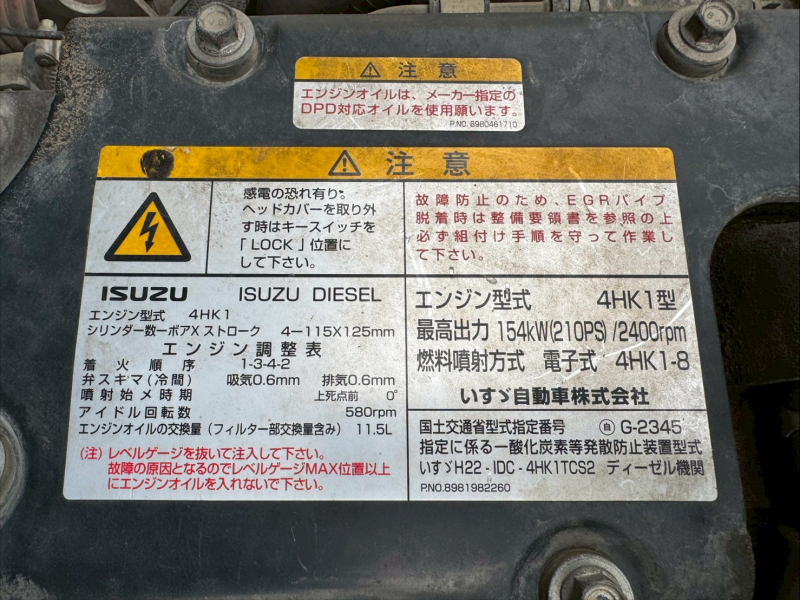 ⚠ 注意
エンジンオイルは、メーカー指定の
DPD対応オイルを使用願います。
P.NO. 8980481710
⚠ 注意
感電の恐れ有り。
ヘッドカバーを取り外
す時はキースイッチを
「LOCK」位置に
して下さい。
故障防止のため、EGRパイプ
脱着時は整備要領書を参照の上
必ず組付け手順を守って作業し
て下さい。
ISUZU ISUZU DIESEL
エンジン型式 4HK1
シリンダー数ーボアXストローク 4ー115X125mm
エンジン調整表
着火順序 1-3-4-2
弁スキマ(冷間) 吸気0.6mm 排気0.6mm
噴射始メ時期 上死点前 0°
アイドル回転数 580rpm
エンジンオイルの交換量(フィルター部交換量含み) 11.5L
(注)レベルゲージを抜いて注入して下さい。
故障の原因となるのでレベルゲージMAX位置以上
にエンジンオイルを入れないで下さい。
エンジン型式 4HK1型
最高出力 154kW(210PS)/2400rpm
燃料噴射方式 電子式 4HK1-8
いすゞ自動車株式会社
国土交通省型式指定番号 ㊀自 G-2345
指定に係る一酸化炭素等発散防止装置型式
いすゞH22-IDC-4HK1TCS2 ディーゼル機関
P.NO.8981982260